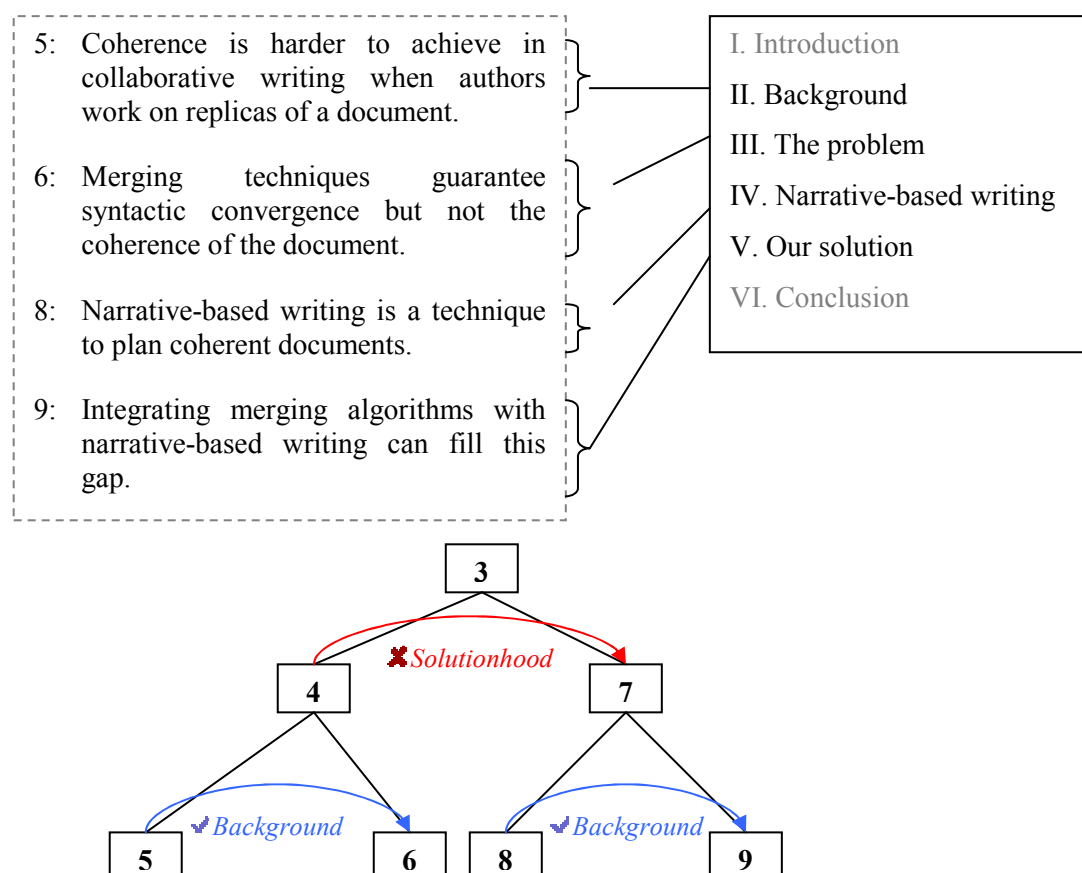 5: Coherence is harder to achieve in
collaborative writing when authors
work on replicas of a document.
6: Merging techniques guarantee
syntactic convergence but not the
coherence of the document.
8: Narrative-based writing is a technique
to plan coherent documents.
9: Integrating merging algorithms with
narrative-based writing can fill this
gap.
I. Introduction
II. Background
III. The problem
IV. Narrative-based writing
V. Our solution
VI. Conclusion
3
Solutionhood
4 7
Background Background
5 6 8 9